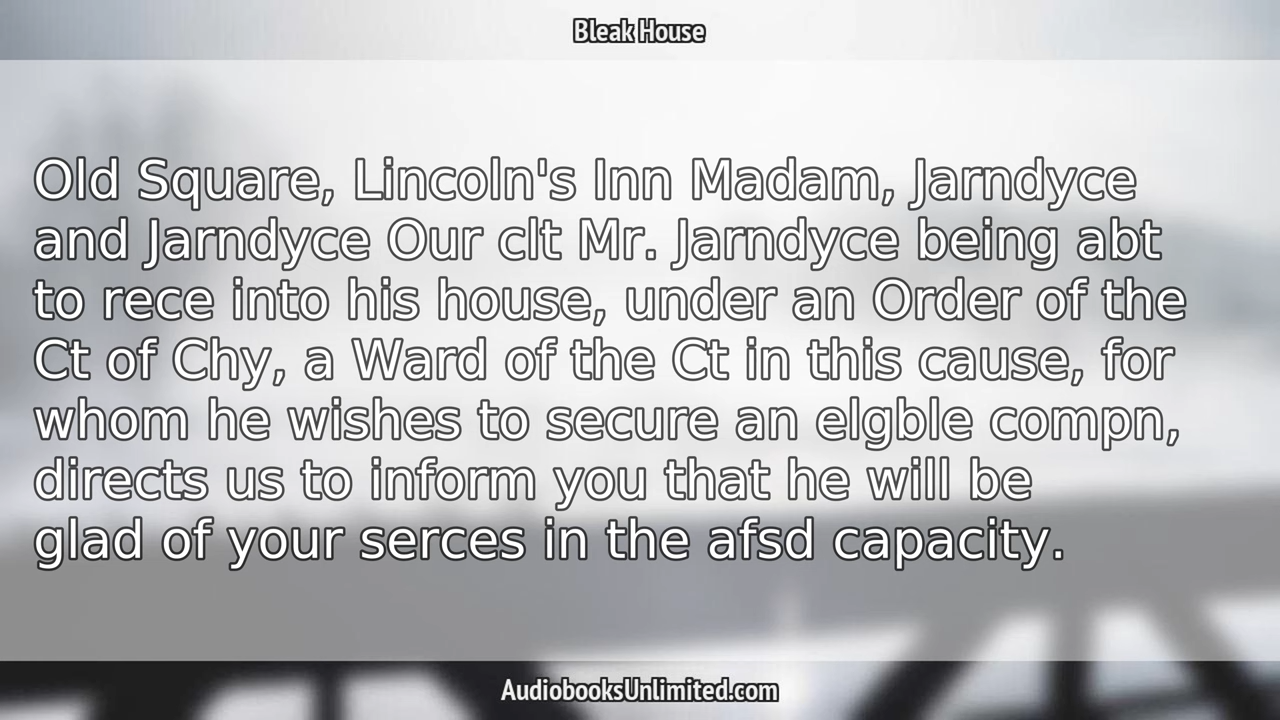 Bleak House
Old Square, Lincoln's Inn Madam, Jarndyce
and Jarndyce Our clt Mr. Jarndyce being abt
to rece into his house, under an Order of the
Ct of Chy, a Ward of the Ct in this cause, for
whom he wishes to secure an elgble compn,
directs us to inform you that he will be
glad of your serces in the afsd capacity.
AudiobooksUnlimited.com